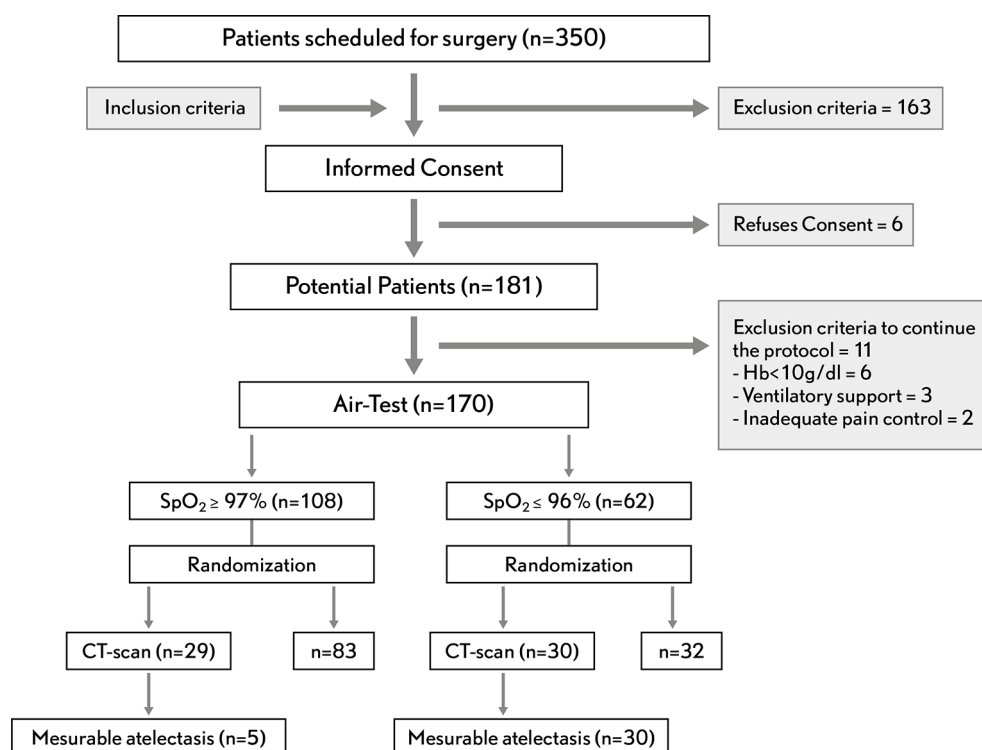 Patients scheduled for surgery (n=350)
Inclusion criteria
Exclusion criteria = 163
Informed Consent
Refuses Consent = 6
Potential Patients (n=181)
Exclusion criteria to continue
the protocol = 11
- Hb<10g/dl = 6
- Ventilatory support = 3
- Inadequate pain control = 2
Air-Test (n=170)
SpO₂ ≥ 97% (n=108)
SpO₂ ≤ 96% (n=62)
Randomization
Randomization
CT-scan (n=29)
n=83
CT-scan (n=30)
n=32
Mesurable atelectasis (n=5)
Mesurable atelectasis (n=30)